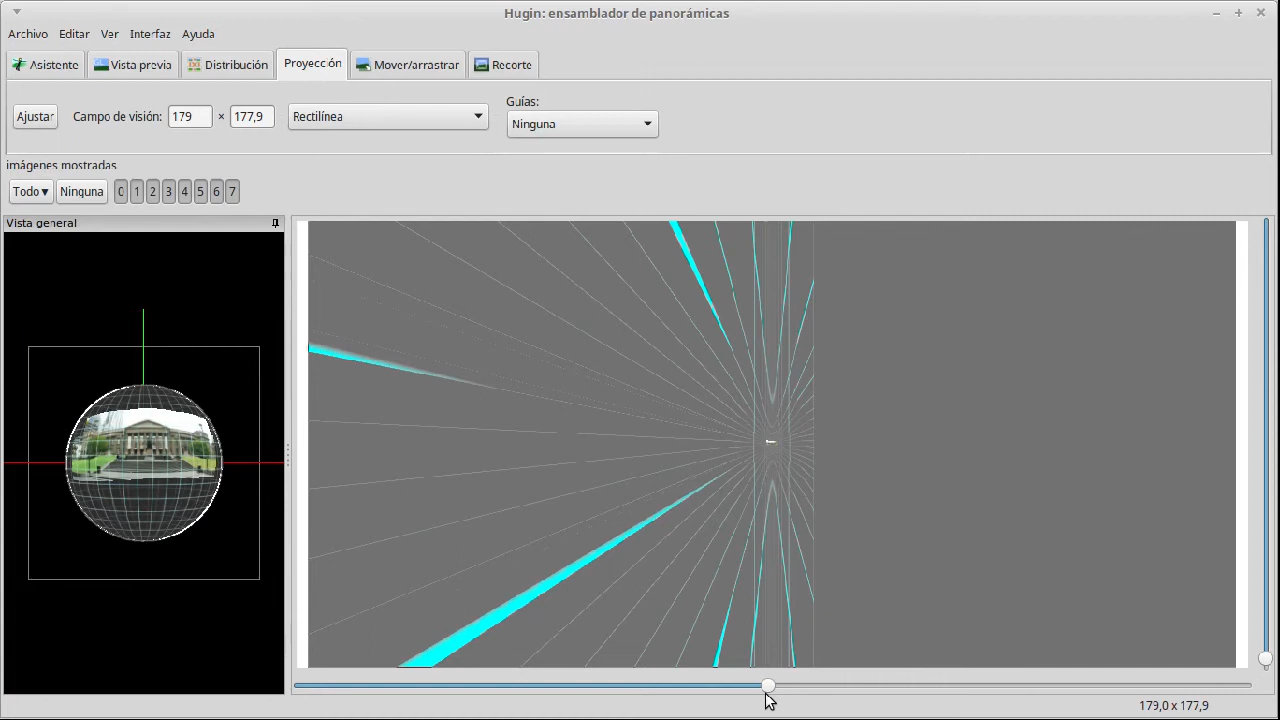 Hugin: ensamblador de panorámicas
Archivo Editar Ver Interfaz Ayuda
Asistente Vista previa Distribución Proyección Mover/arrastrar Recorte
Guías:
Ajustar Campo de visión: 179 × 177,9 Rectilínea Ninguna
imágenes mostradas
Todo Ninguna 0 1 2 3 4 5 6 7
Vista general
179,0 x 177,9